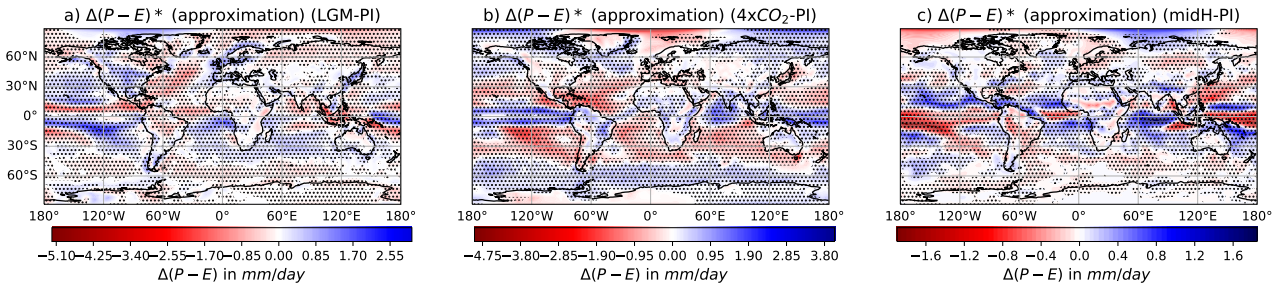 a) Δ(P − E) * (approximation) (LGM-PI)
b) Δ(P − E) * (approximation) (4xCO₂-PI)
c) Δ(P − E) * (approximation) (midH-PI)
60°N
30°N
0°
30°S
60°S
180° 120°W 60°W 0° 60°E 120°E 180°
180° 120°W 60°W 0° 60°E 120°E 180°
180° 120°W 60°W 0° 60°E 120°E 180°
−5.10 −4.25 −3.40 −2.55 −1.70 −0.85 0.00 0.85 1.70 2.55
−4.75 −3.80 −2.85 −1.90 −0.95 0.00 0.95 1.90 2.85 3.80
−1.6 −1.2 −0.8 −0.4 0.0 0.4 0.8 1.2 1.6
Δ(P − E) in mm/day
Δ(P − E) in mm/day
Δ(P − E) in mm/day